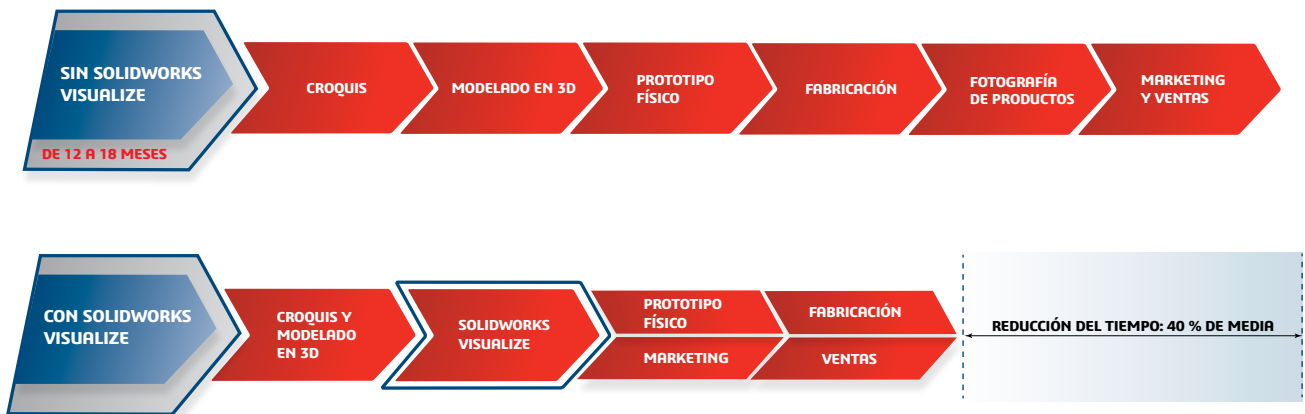 SIN SOLIDWORKS
VISUALIZE
DE 12 A 18 MESES
CROQUIS
MODELADO EN 3D
PROTOTIPO
FÍSICO
FABRICACIÓN
FOTOGRAFÍA
DE PRODUCTOS
MARKETING
Y VENTAS
CON SOLIDWORKS
VISUALIZE
CROQUIS Y
MODELADO
EN 3D
SOLIDWORKS
VISUALIZE
PROTOTIPO
FÍSICO
MARKETING
FABRICACIÓN
VENTAS
REDUCCIÓN DEL TIEMPO: 40 % DE MEDIA